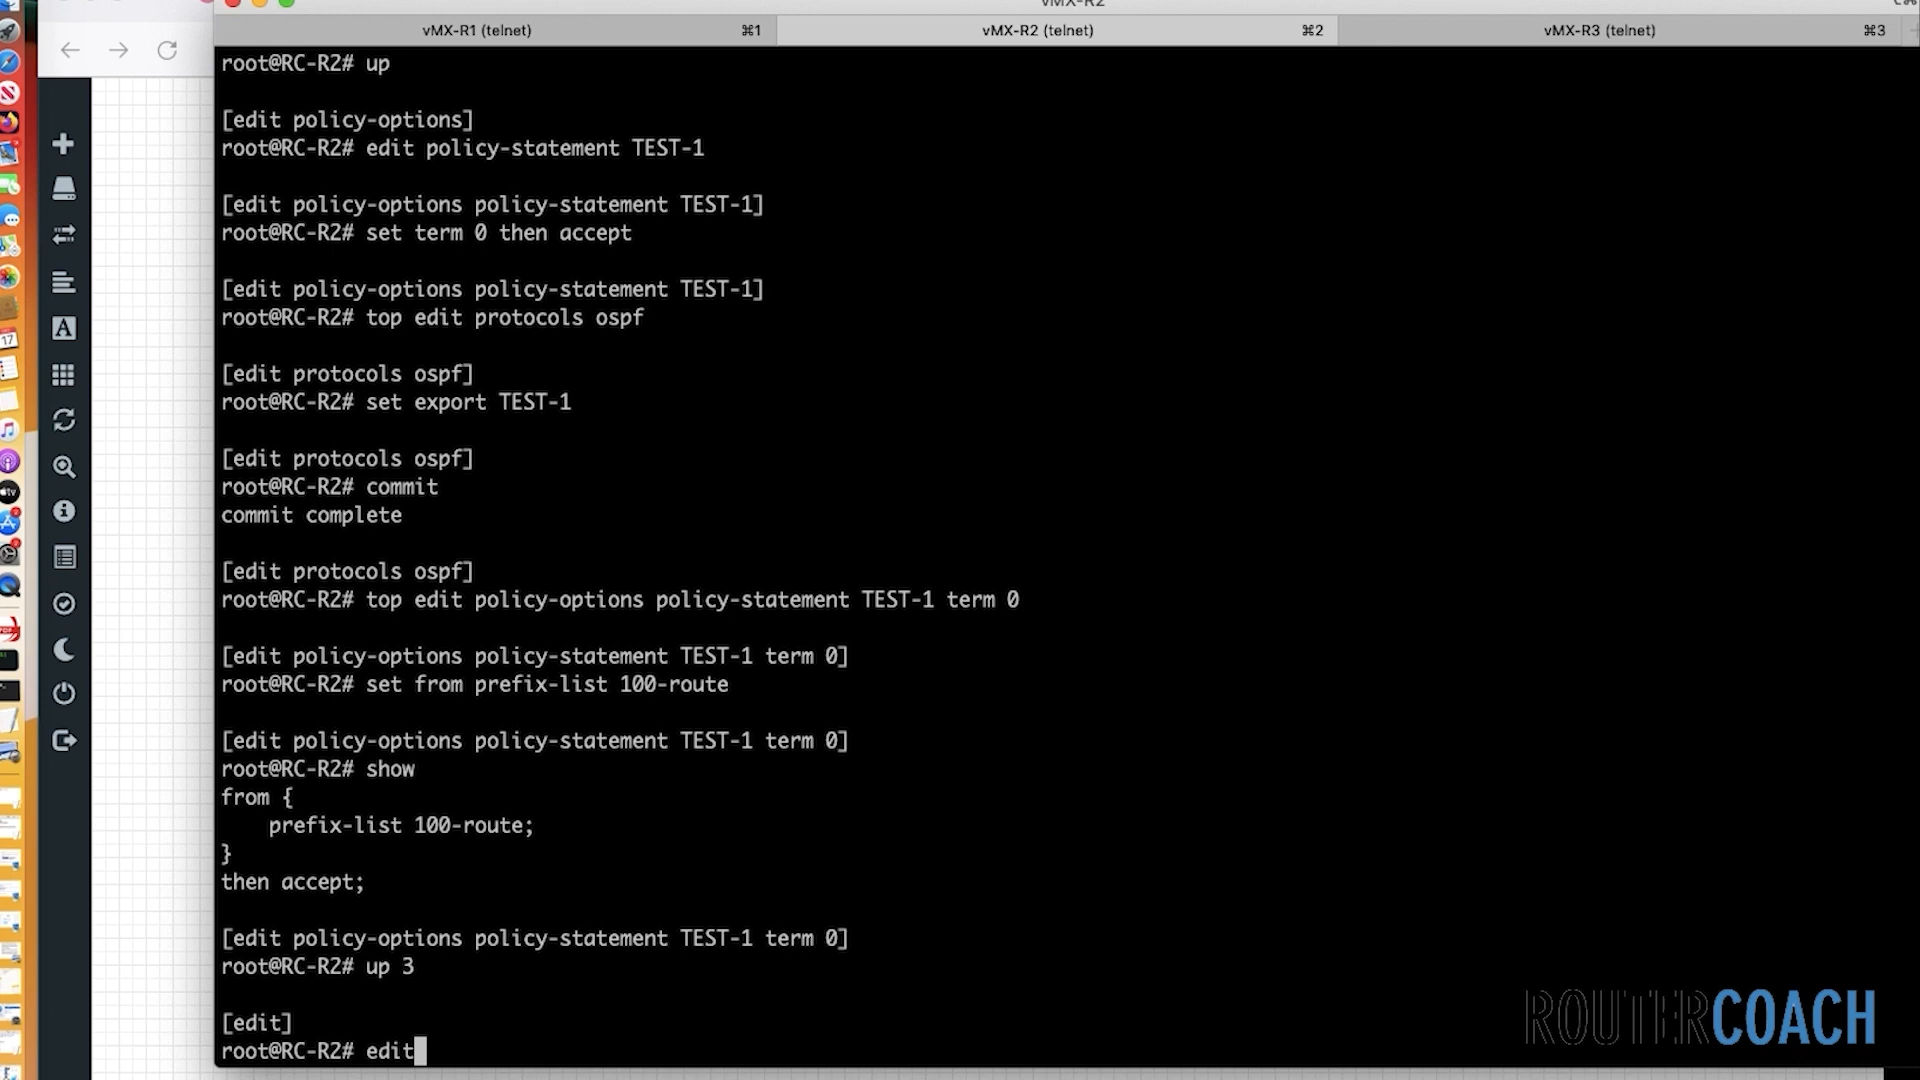 vMX-R2
vMX-R1 (telnet) ⌘1 vMX-R2 (telnet) ⌘2 vMX-R3 (telnet) ⌘3
root@RC-R2# up
[edit policy-options]
root@RC-R2# edit policy-statement TEST-1
[edit policy-options policy-statement TEST-1]
root@RC-R2# set term 0 then accept
[edit policy-options policy-statement TEST-1]
root@RC-R2# top edit protocols ospf
[edit protocols ospf]
root@RC-R2# set export TEST-1
[edit protocols ospf]
root@RC-R2# commit
commit complete
[edit protocols ospf]
root@RC-R2# top edit policy-options policy-statement TEST-1 term 0
[edit policy-options policy-statement TEST-1 term 0]
root@RC-R2# set from prefix-list 100-route
[edit policy-options policy-statement TEST-1 term 0]
root@RC-R2# show
from {
    prefix-list 100-route;
}
then accept;
[edit policy-options policy-statement TEST-1 term 0]
root@RC-R2# up 3
[edit]
root@RC-R2# edit
ROUTERCOACH